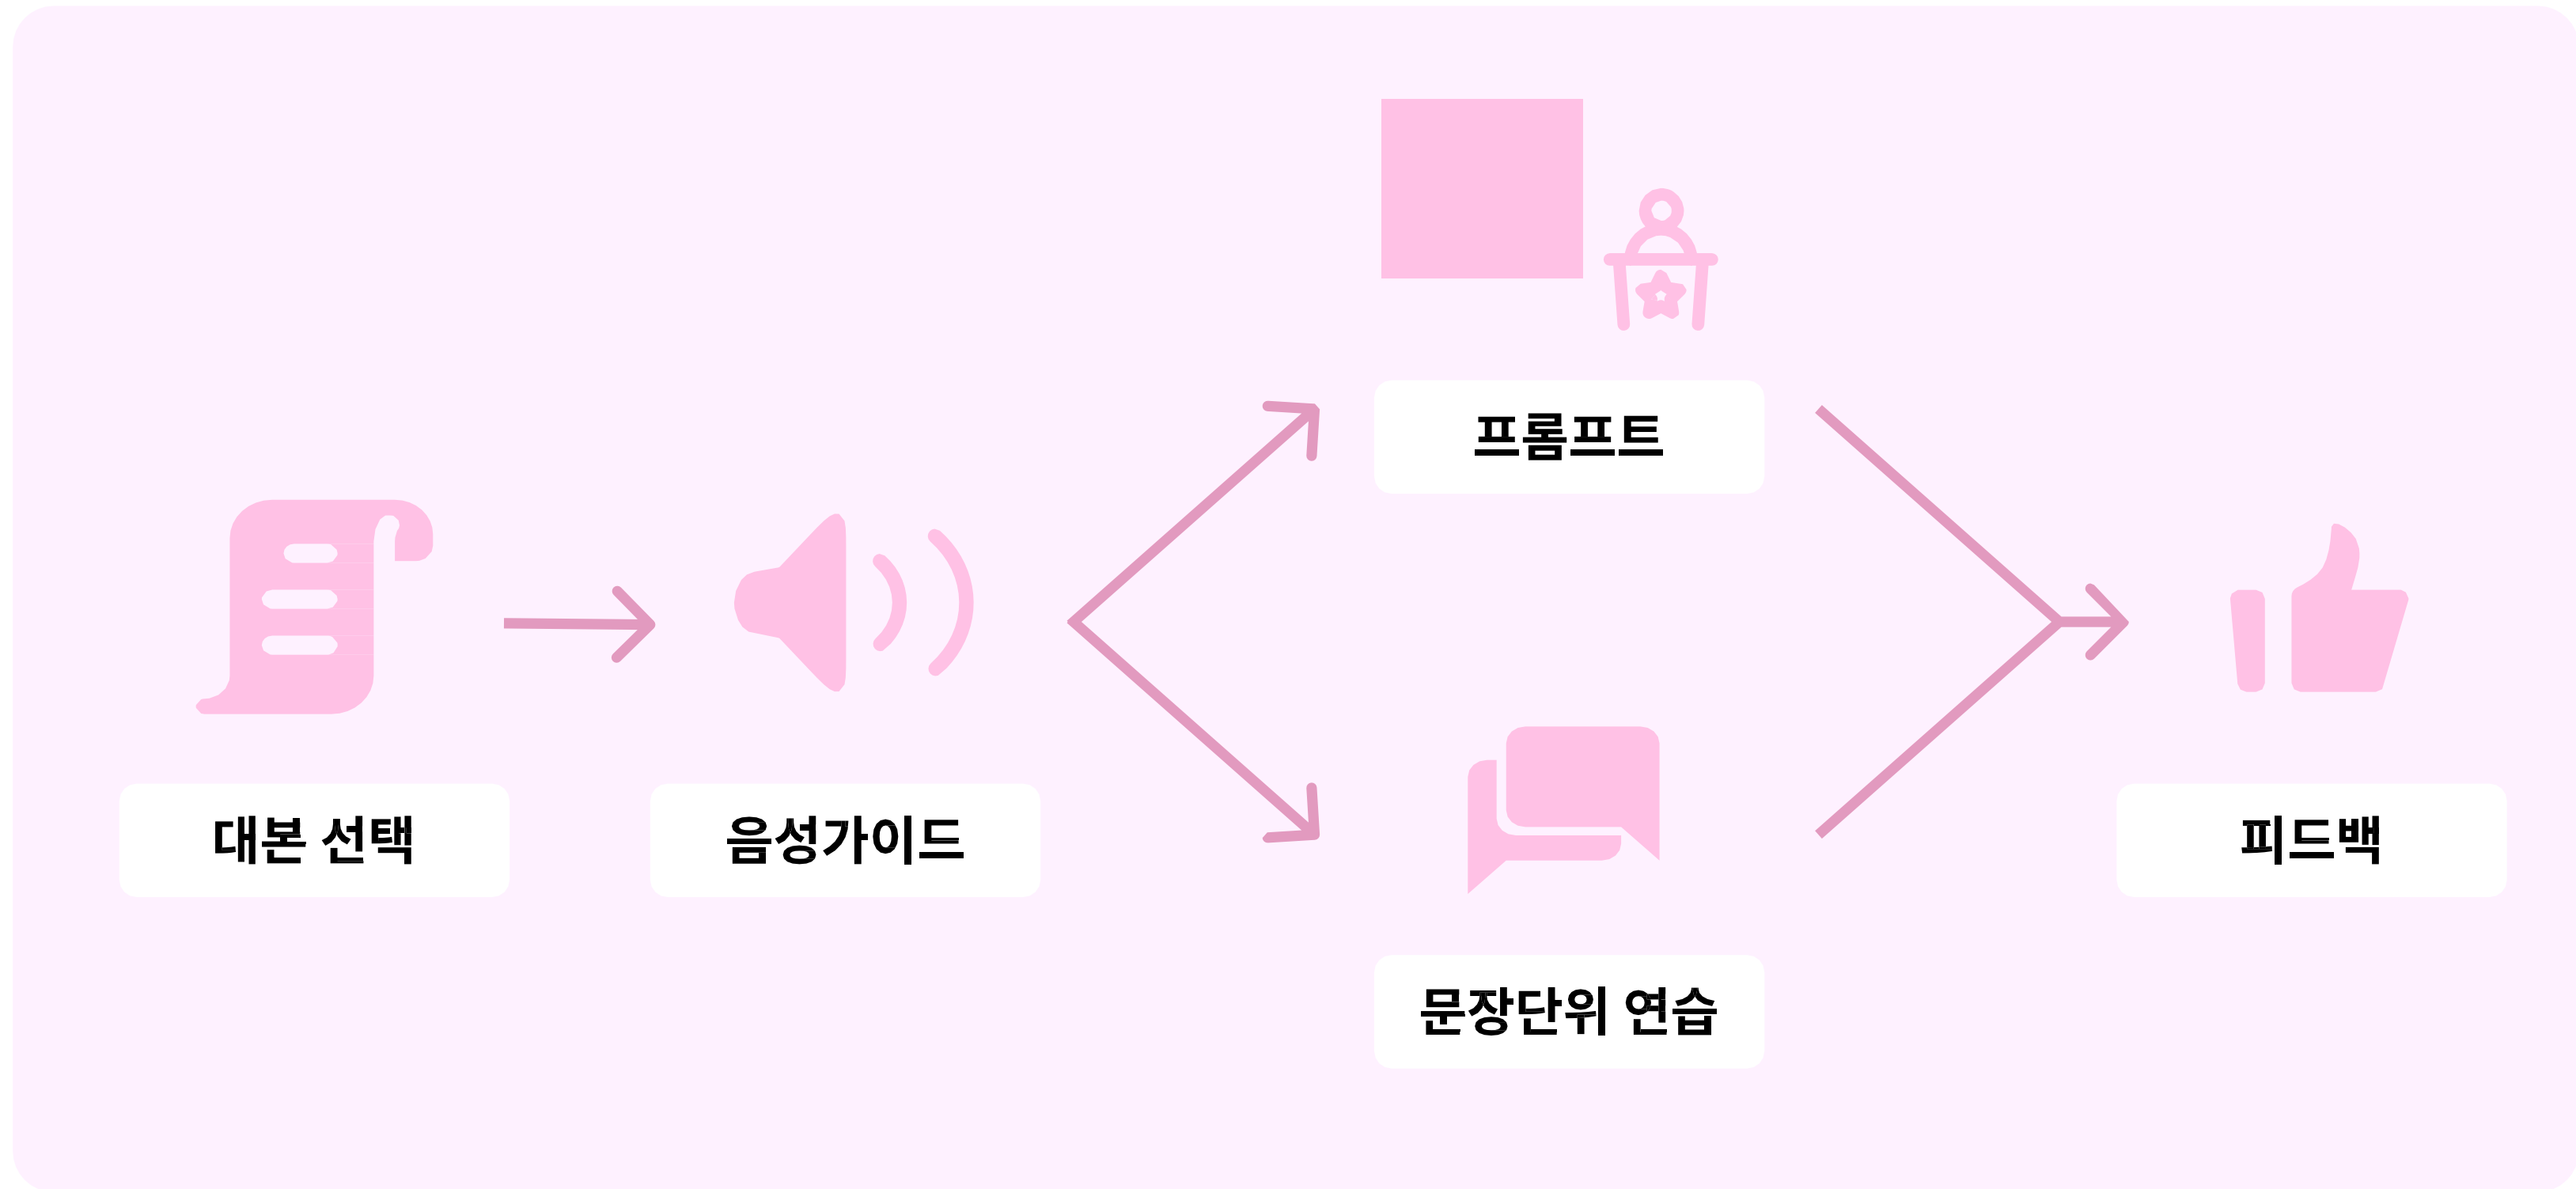 대본 선택
음성가이드
프롬프트
문장단위 연습
피드백